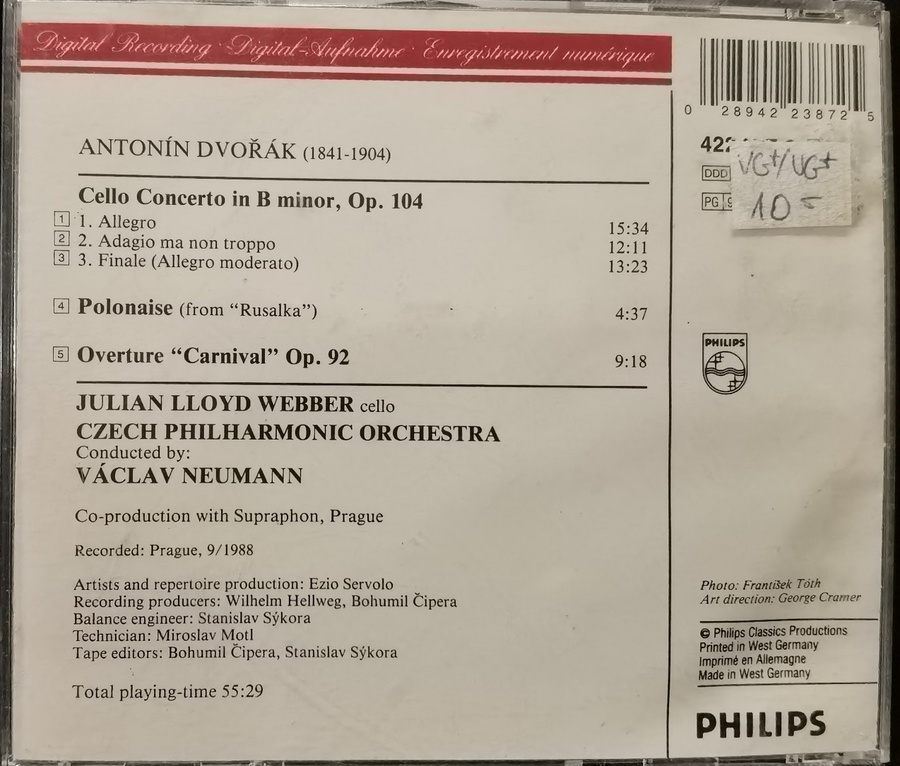 Digital Recording · Digital-Aufnahme · Enregistrement numérique
ANTONÍN DVOŘÁK (1841-1904)
Cello Concerto in B minor, Op. 104
1 1. Allegro 15:34
2 2. Adagio ma non troppo 12:11
3 3. Finale (Allegro moderato) 13:23
4 Polonaise (from “Rusalka”) 4:37
5 Overture “Carnival” Op. 92 9:18
JULIAN LLOYD WEBBER cello
CZECH PHILHARMONIC ORCHESTRA
Conducted by:
VÁCLAV NEUMANN
Co-production with Supraphon, Prague
Recorded: Prague, 9/1988
Artists and repertoire production: Ezio Servolo
Recording producers: Wilhelm Hellweg, Bohumil Čipera
Balance engineer: Stanislav Sýkora
Technician: Miroslav Motl
Tape editors: Bohumil Čipera, Stanislav Sýkora
Total playing-time 55:29
0 28942 23872 5
422
DDD
PG
VG+/VG+
10-
PHILIPS
Photo: František Tóth
Art direction: George Cramer
© Philips Classics Productions
Printed in West Germany
Imprimé en Allemagne
Made in West Germany
PHILIPS